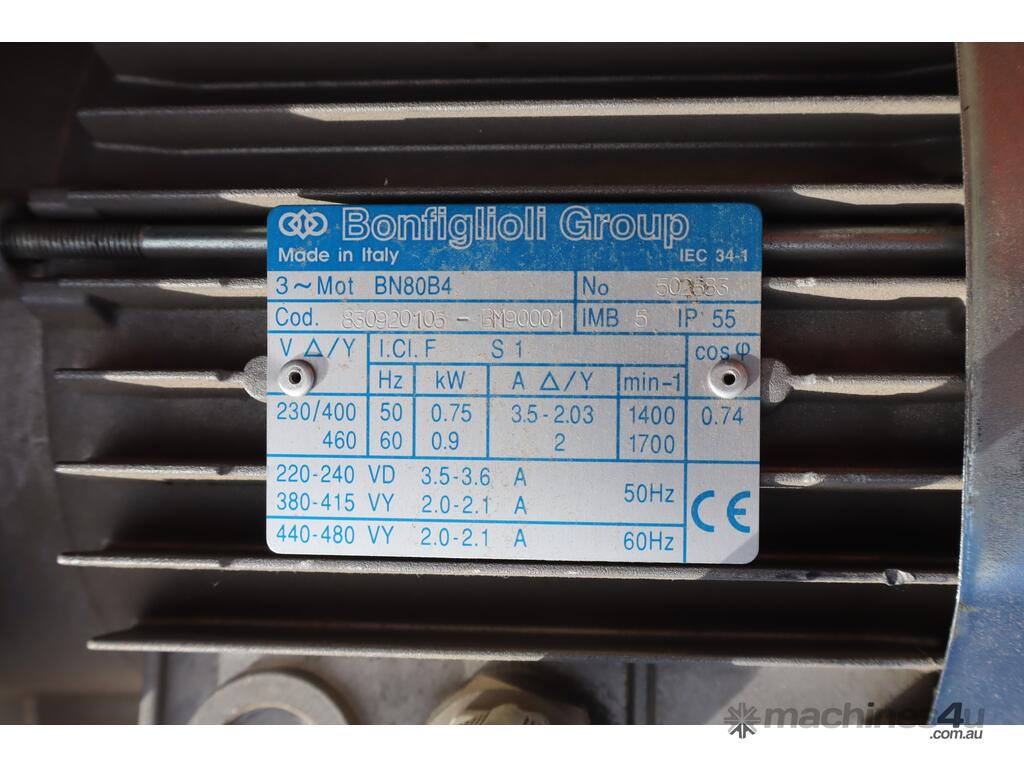 Bonfiglioli Group
Made in Italy IEC 34-1
3~Mot BN80B4 No
Cod. 830920103 - BM90001 IMB 5 IP 55
V △/Y I.Cl. F S 1 cos φ
Hz kW A △/Y min-1
230/400 50 0.75 3.5-2.03 1400 0.74
460 60 0.9 2 1700
220-240 VD 3.5-3.6 A 50Hz
380-415 VY 2.0-2.1 A
CE
440-480 VY 2.0-2.1 A 60Hz
machines4u
.com.au